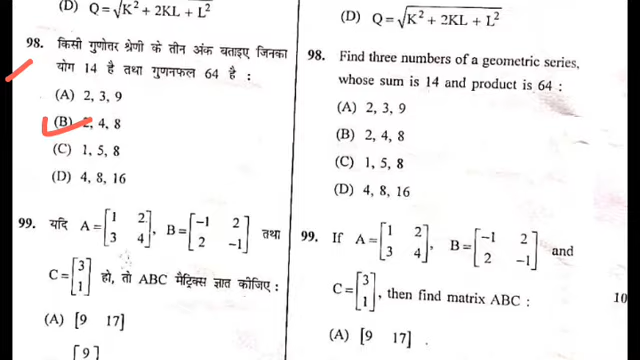 (D) Q = √K² + 2KL + L²
98. किसी गुणोत्तर श्रेणी के तीन अंक बताइए जिनका
योग 14 है तथा गुणनफल 64 है :
(A) 2, 3, 9
(B) 2, 4, 8
(C) 1, 5, 8
(D) 4, 8, 16
99. यदि A = [1 2
3 4], B = [−1 2
2 −1] तथा
C = [3
1] हो, तो ABC मैट्रिक्स ज्ञात कीजिए :
(A) [9 17]
[9]
(D) Q = √K² + 2KL + L²
98. Find three numbers of a geometric series,
whose sum is 14 and product is 64 :
(A) 2, 3, 9
(B) 2, 4, 8
(C) 1, 5, 8
(D) 4, 8, 16
99. If A = [1 2
3 4], B = [−1 2
2 −1] and
C = [3
1], then find matrix ABC :
(A) [9 17] .
10